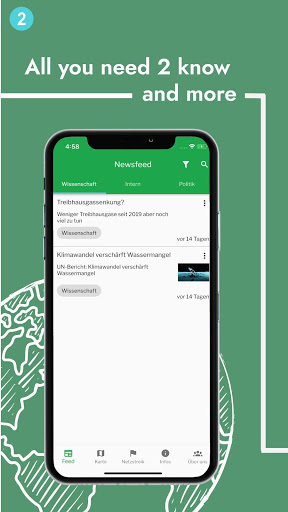 2
All you need 2 know
and more
4:58
Newsfeed
Wissenschaft
Intern
Politik
Treibhausgassenkung?
Weniger Treibhausgase seit 2019 aber noch
viel zu tun
Wissenschaft
vor 14 Tagen
Klimawandel verschärft Wassermangel
UN-Bericht: Klimawandel verschärft
Wassermangel
Wissenschaft
vor 14 Tagen
Feed
Karte
Netzstreik
Infos
Über uns